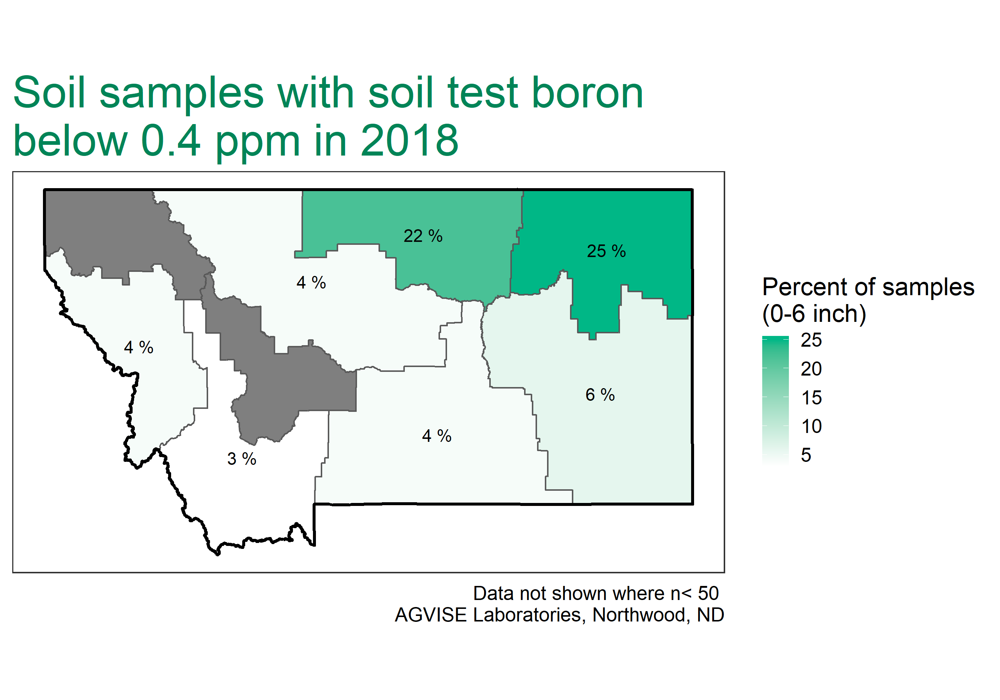 Soil samples with soil test boron
below 0.4 ppm in 2018
22 %
25 %
4 %
4 %
6 %
4 %
3 %
Percent of samples
(0-6 inch)
25
20
15
10
5
Data not shown where n< 50
AGVISE Laboratories, Northwood, ND